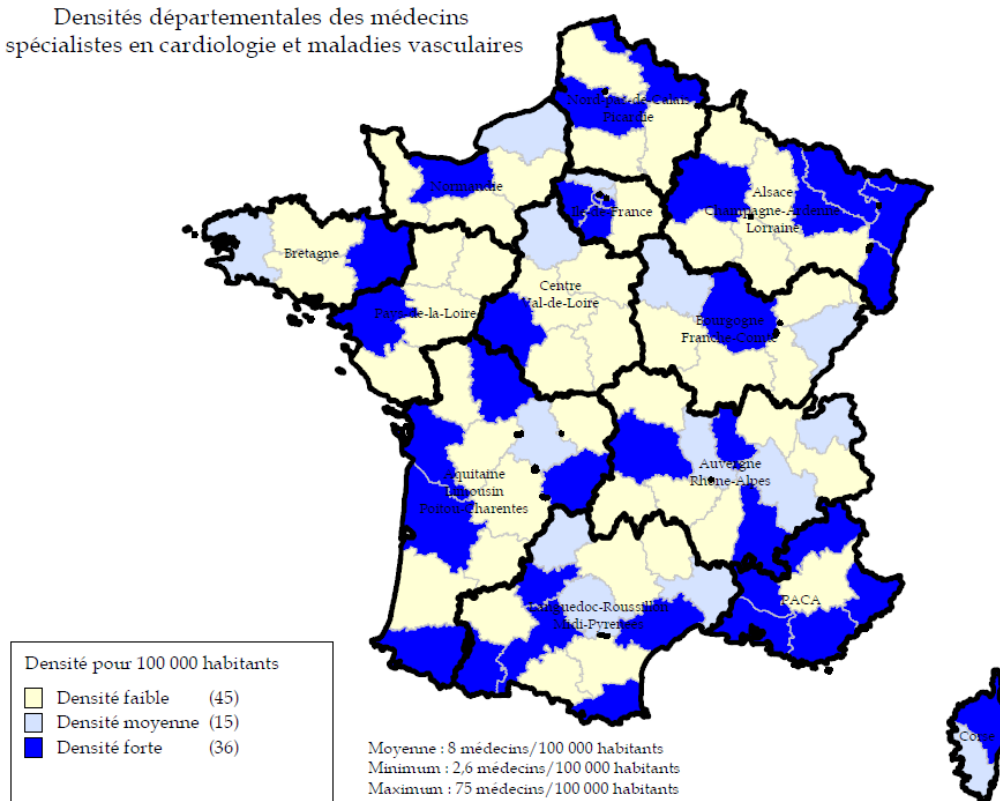 Densités départementales des médecins
spécialistes en cardiologie et maladies vasculaires
Nord-pas-de-Calais
Picardie
Normandie
Ile-de France
Alsace
Champagne-Ardenne
Lorraine
Bretagne
Centre
Val-de-Loire
Pays-de-la-Loire
Bourgogne
Franche-Comté
Auvergne
Rhône-Alpes
Aquitaine
Limousin
Poitou-Charentes
PACA
Languedoc-Roussillon
Midi-Pyrénées
Corse
Densité pour 100 000 habitants
Densité faible (45)
Densité moyenne (15)
Densité forte (36)
Moyenne : 8 médecins/100 000 habitants
Minimum : 2,6 médecins/100 000 habitants
Maximum : 75 médecins/100 000 habitants